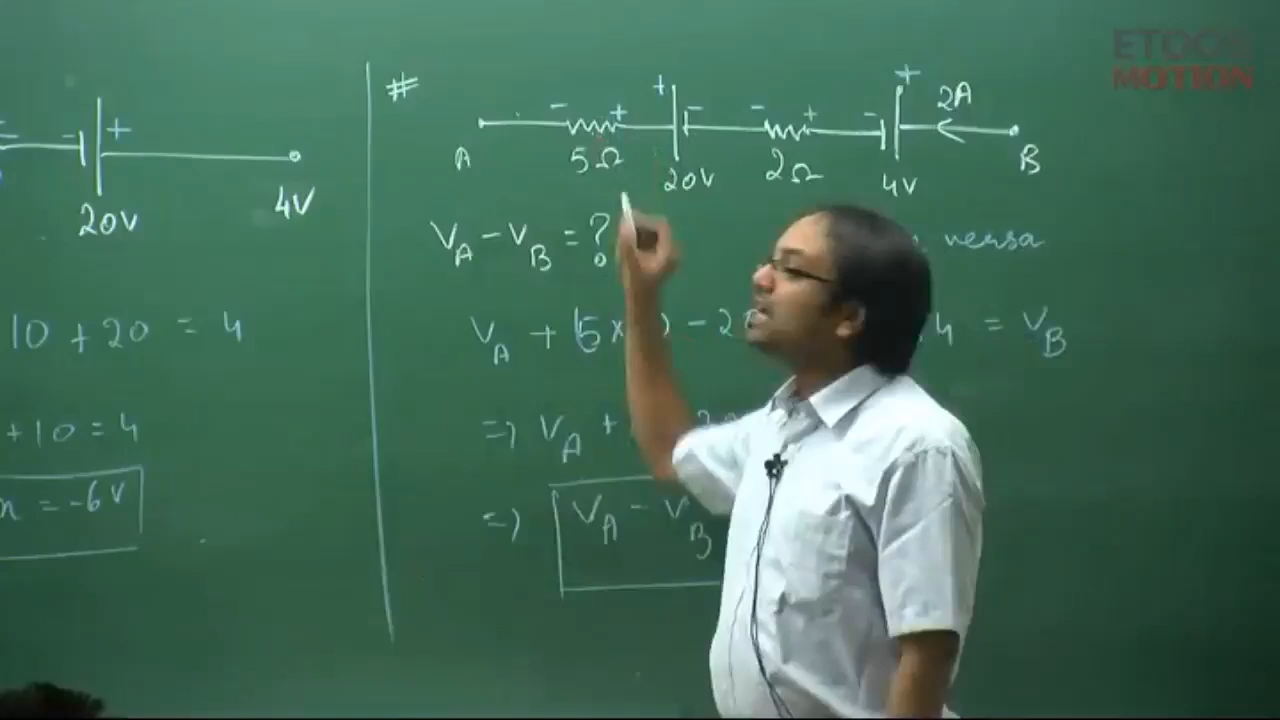 ETOOS
MOTION
- +
20V
4V
10 + 20 = 4
+ 10 = 4
x = -6V
#
- + + - - + - + 2A
A 5Ω 20V 2Ω 4V B
V_A - V_B = ? versa
V_A + (5× ) - 2 4 = V_B
=> V_A +
=> V_A - V_B